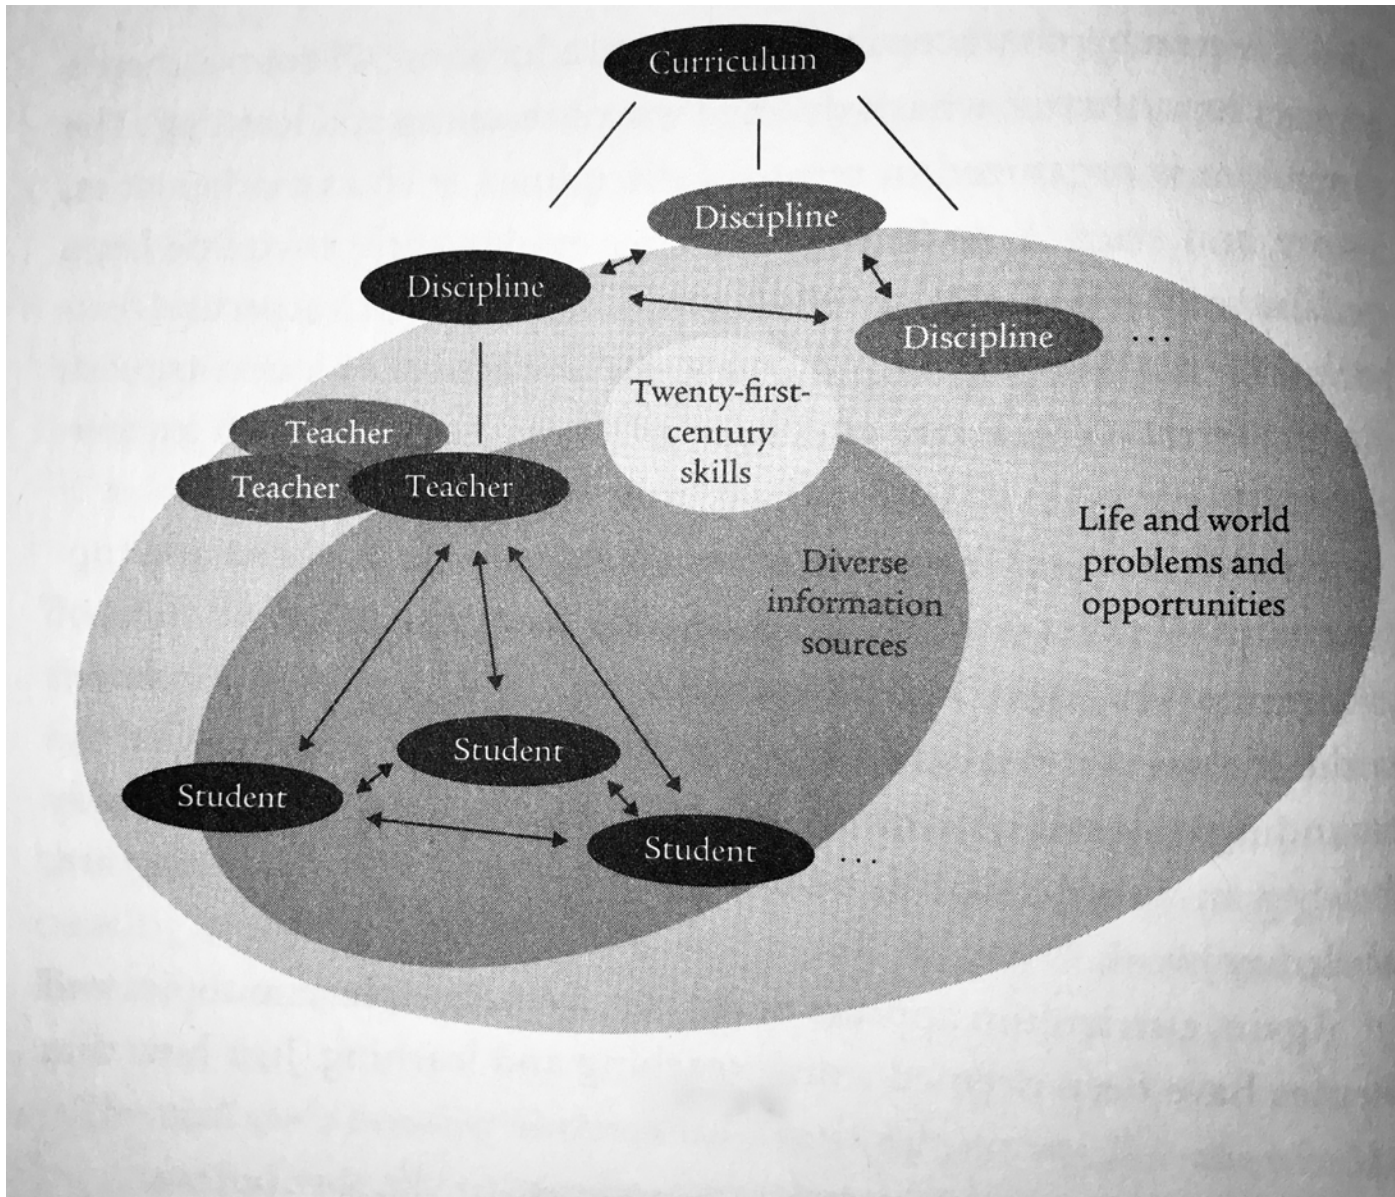 Curriculum
Discipline
Discipline
Discipline
...
Twenty-first-
century
skills
Teacher
Teacher
Teacher
Life and world
problems and
opportunities
Diverse
information
sources
Student
Student
Student
...